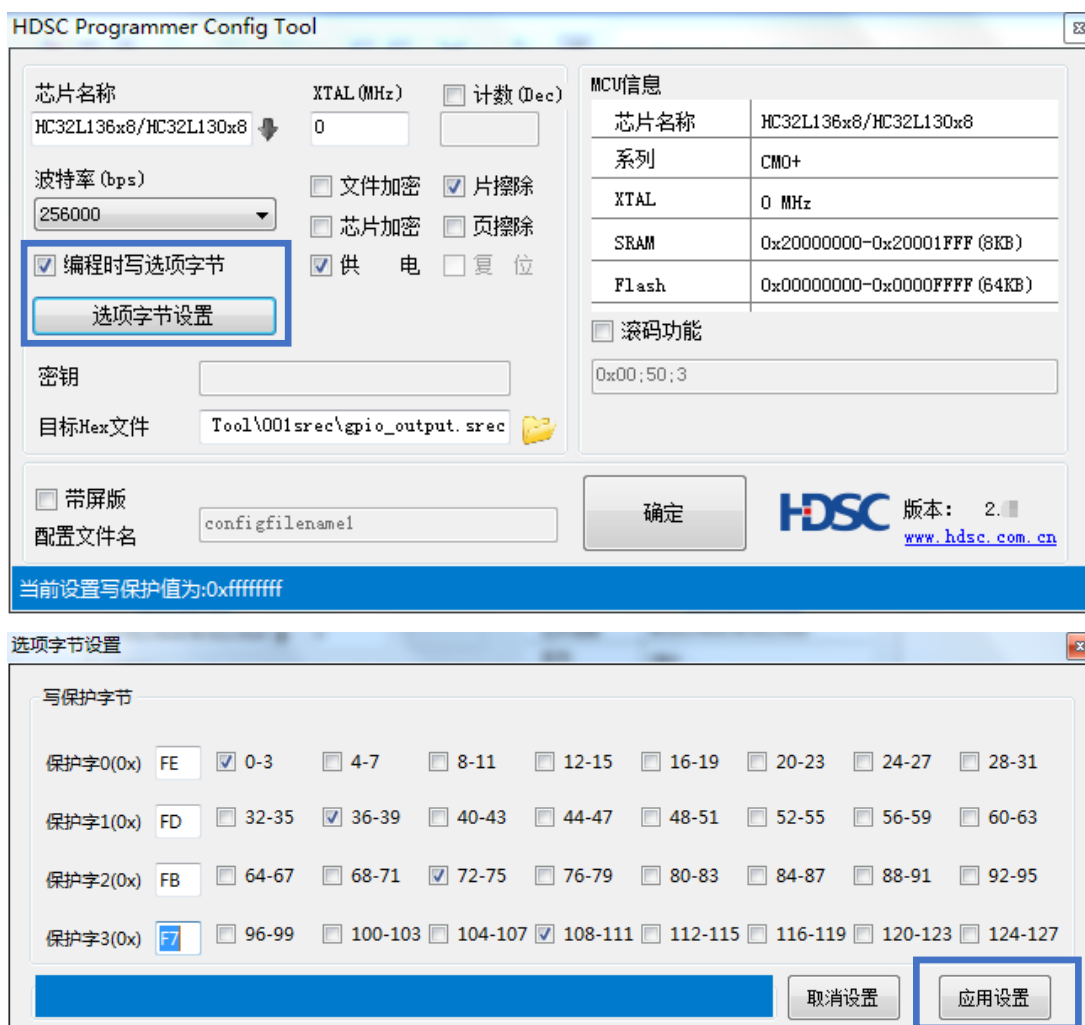 HDSC Programmer Config Tool
芯片名称
XTAL(MHz)
计数(Dec)
HC32L136x8/HC32L130x8
0
波特率(bps)
256000
文件加密
片擦除
芯片加密
页擦除
编程时写选项字节
供 电
复 位
选项字节设置
密钥
目标Hex文件
Tool\001srec\gpio_output.srec
MCU信息
芯片名称 HC32L136x8/HC32L130x8
系列 CM0+
XTAL 0 MHz
SRAM 0x20000000-0x20001FFF (8KB)
Flash 0x00000000-0x0000FFFF (64KB)
滚码功能
0x00;50;3
带屏版
配置文件名
configfilename1
确定
HDSC
版本: 2.
www.hdsc.com.cn
当前设置写保护值为:0xffffffff
选项字节设置
写保护字节
保护字0(0x) FE 0-3 4-7 8-11 12-15 16-19 20-23 24-27 28-31
保护字1(0x) FD 32-35 36-39 40-43 44-47 48-51 52-55 56-59 60-63
保护字2(0x) FB 64-67 68-71 72-75 76-79 80-83 84-87 88-91 92-95
保护字3(0x) F7 96-99 100-103 104-107 108-111 112-115 116-119 120-123 124-127
取消设置
应用设置